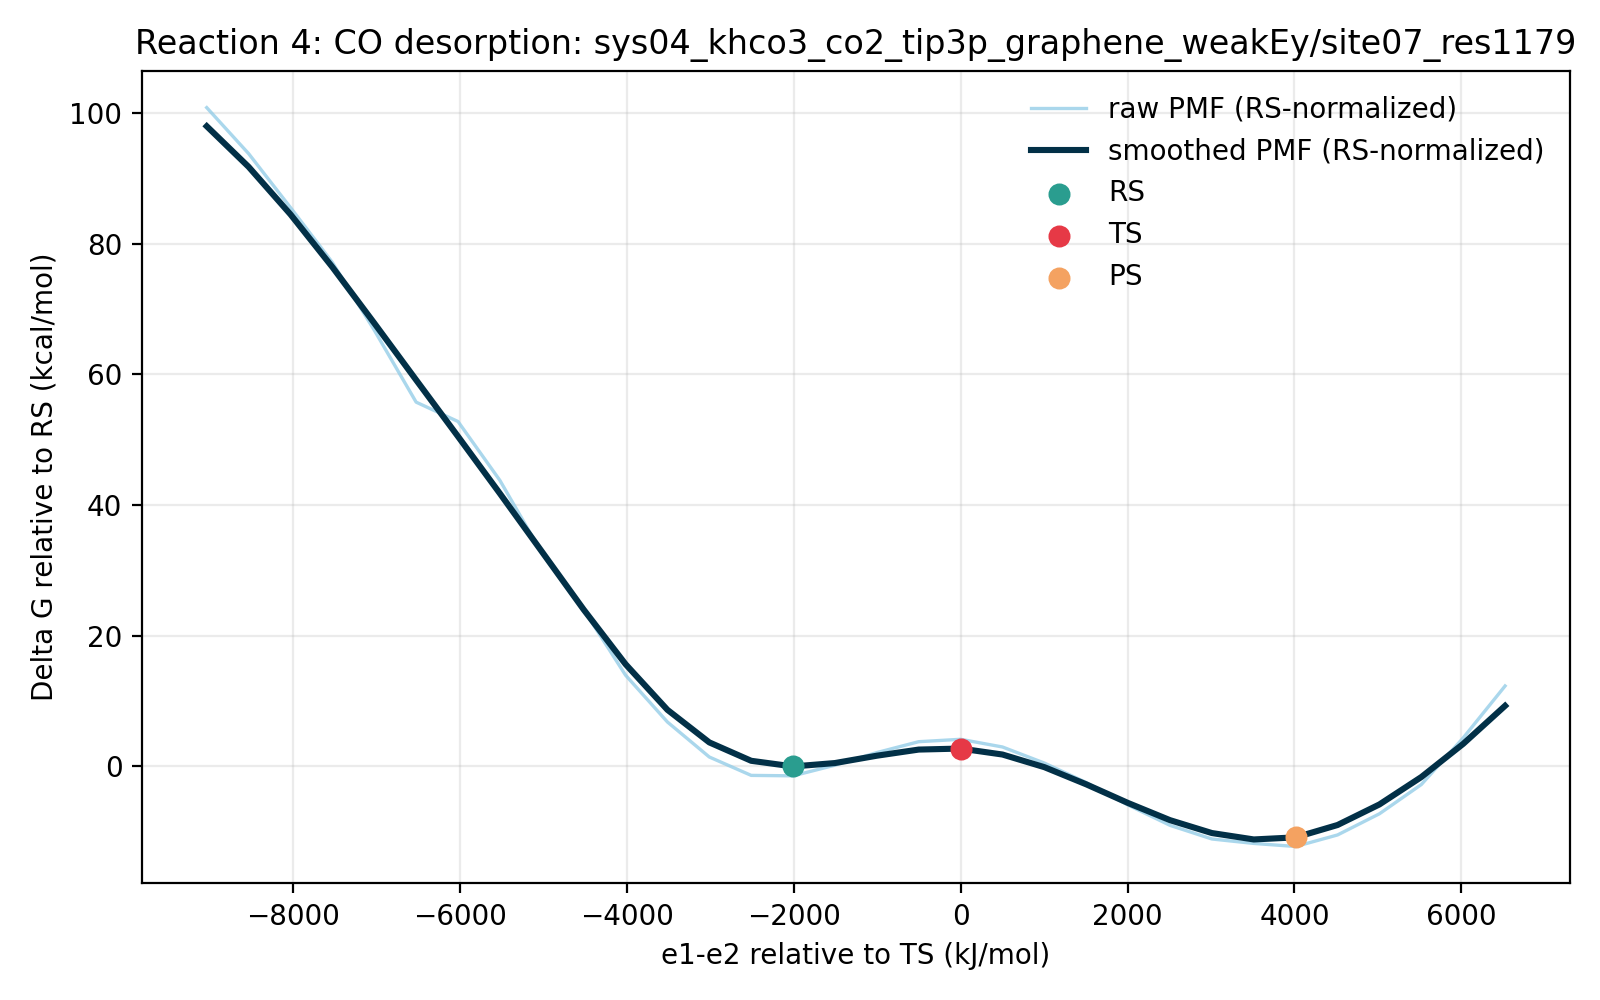 Reaction 4: CO desorption: sys04_khco3_co2_tip3p_graphene_weakEy/site07_res1179
raw PMF (RS-normalized)
smoothed PMF (RS-normalized)
RS
TS
PS
Delta G relative to RS (kcal/mol)
100
80
60
40
20
0
−8000 −6000 −4000 −2000 0 2000 4000 6000
e1-e2 relative to TS (kJ/mol)